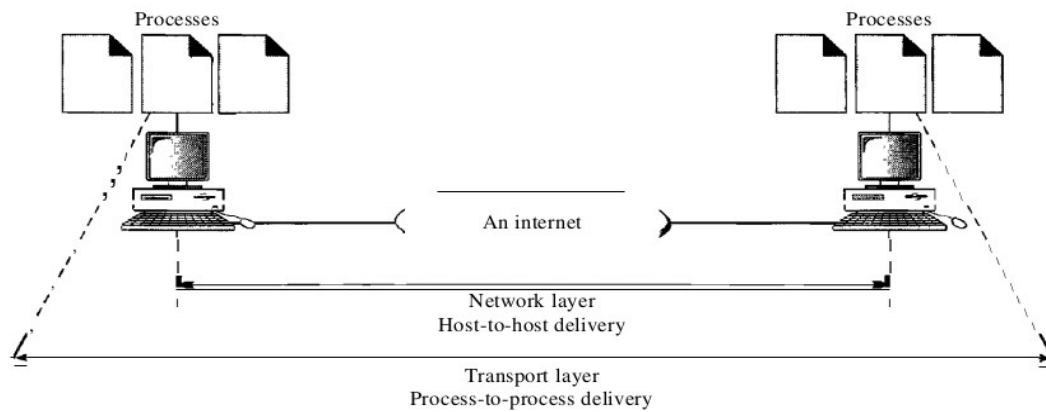 Processes
Processes
An internet
Network layer
Host-to-host delivery
Transport layer
Process-to-process delivery